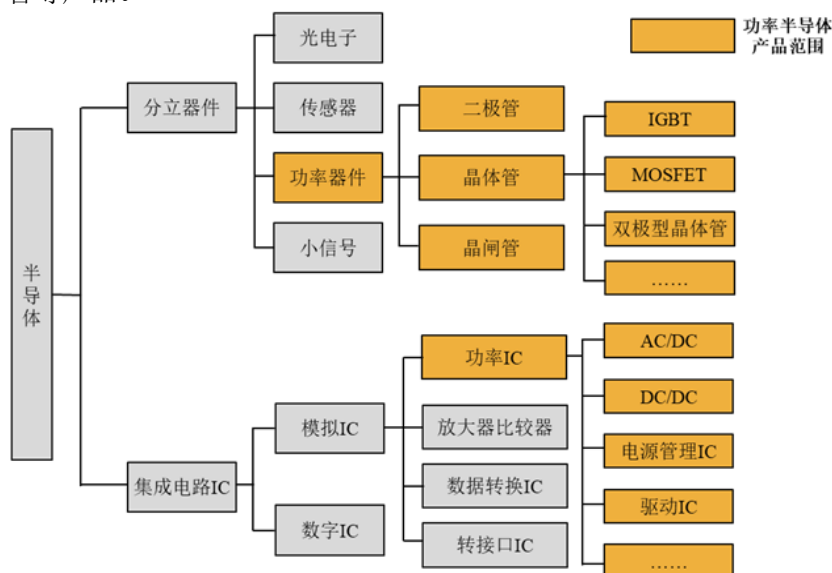 功率半导体
产品范围
光电子
分立器件
传感器
二极管
IGBT
功率器件
晶体管
MOSFET
双极型晶体管
小信号
晶闸管
……
半
导
体
功率IC
AC/DC
DC/DC
模拟IC
放大器比较器
电源管理IC
集成电路IC
数据转换IC
驱动IC
数字IC
转接口IC
……